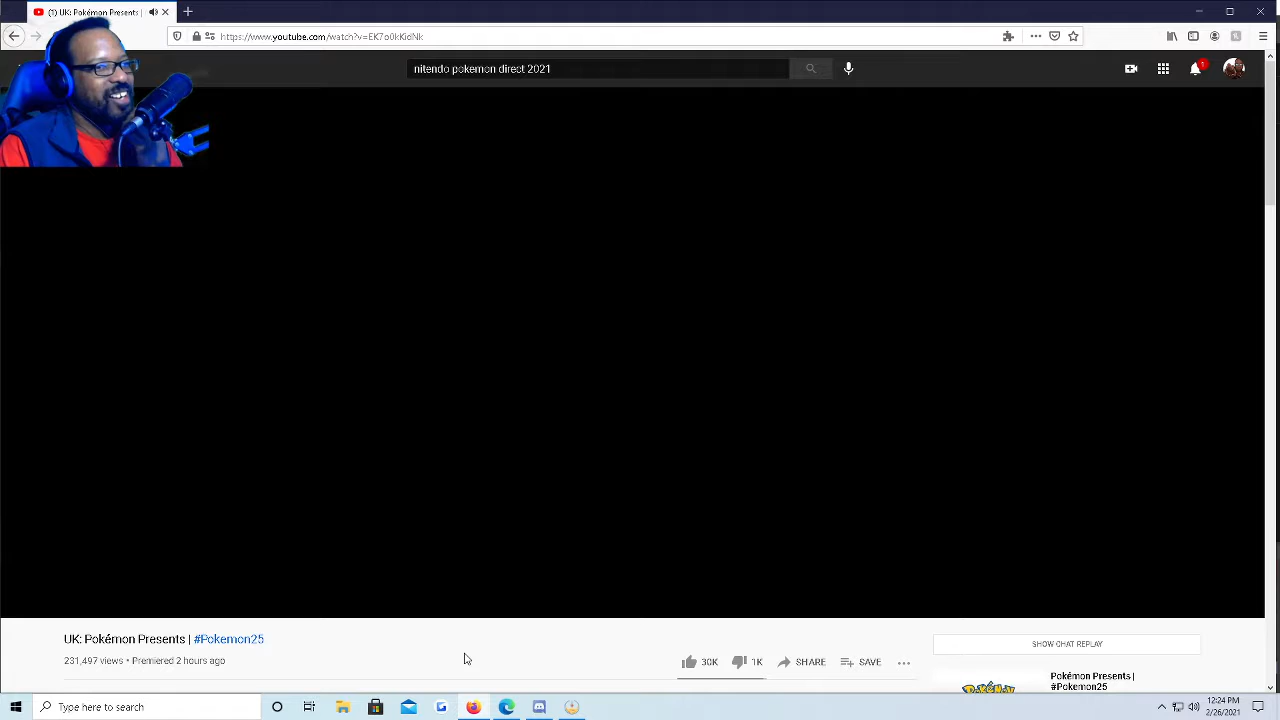 (1) UK: Pokémon Presents |
https://www.youtube.com/watch?v=EK7o0kKidNk
nitendo pokemon direct 2021
1
UK: Pokémon Presents | #Pokemon25
231,497 views • Premiered 2 hours ago
30K
1K
SHARE
SAVE
SHOW CHAT REPLAY
Pokémon Presents |
#Pokemon25
Type here to search
12:24 PM
2/26/2021